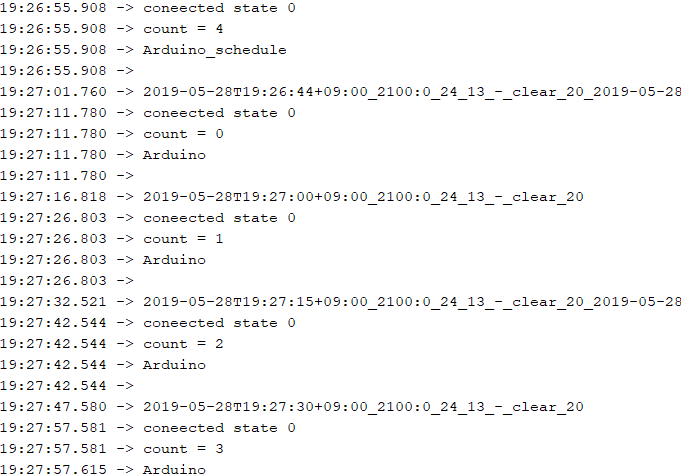 19:26:55.908 -> coneected state 0
19:26:55.908 -> count = 4
19:26:55.908 -> Arduino_schedule
19:26:55.908 ->
19:27:01.760 -> 2019-05-28T19:26:44+09:00_2100:0_24_13_-_clear_20_2019-05-28
19:27:11.780 -> coneected state 0
19:27:11.780 -> count = 0
19:27:11.780 -> Arduino
19:27:11.780 ->
19:27:16.818 -> 2019-05-28T19:27:00+09:00_2100:0_24_13_-_clear_20
19:27:26.803 -> coneected state 0
19:27:26.803 -> count = 1
19:27:26.803 -> Arduino
19:27:26.803 ->
19:27:32.521 -> 2019-05-28T19:27:15+09:00_2100:0_24_13_-_clear_20_2019-05-28
19:27:42.544 -> coneected state 0
19:27:42.544 -> count = 2
19:27:42.544 -> Arduino
19:27:42.544 ->
19:27:47.580 -> 2019-05-28T19:27:30+09:00_2100:0_24_13_-_clear_20
19:27:57.581 -> coneected state 0
19:27:57.581 -> count = 3
19:27:57.615 -> Arduino